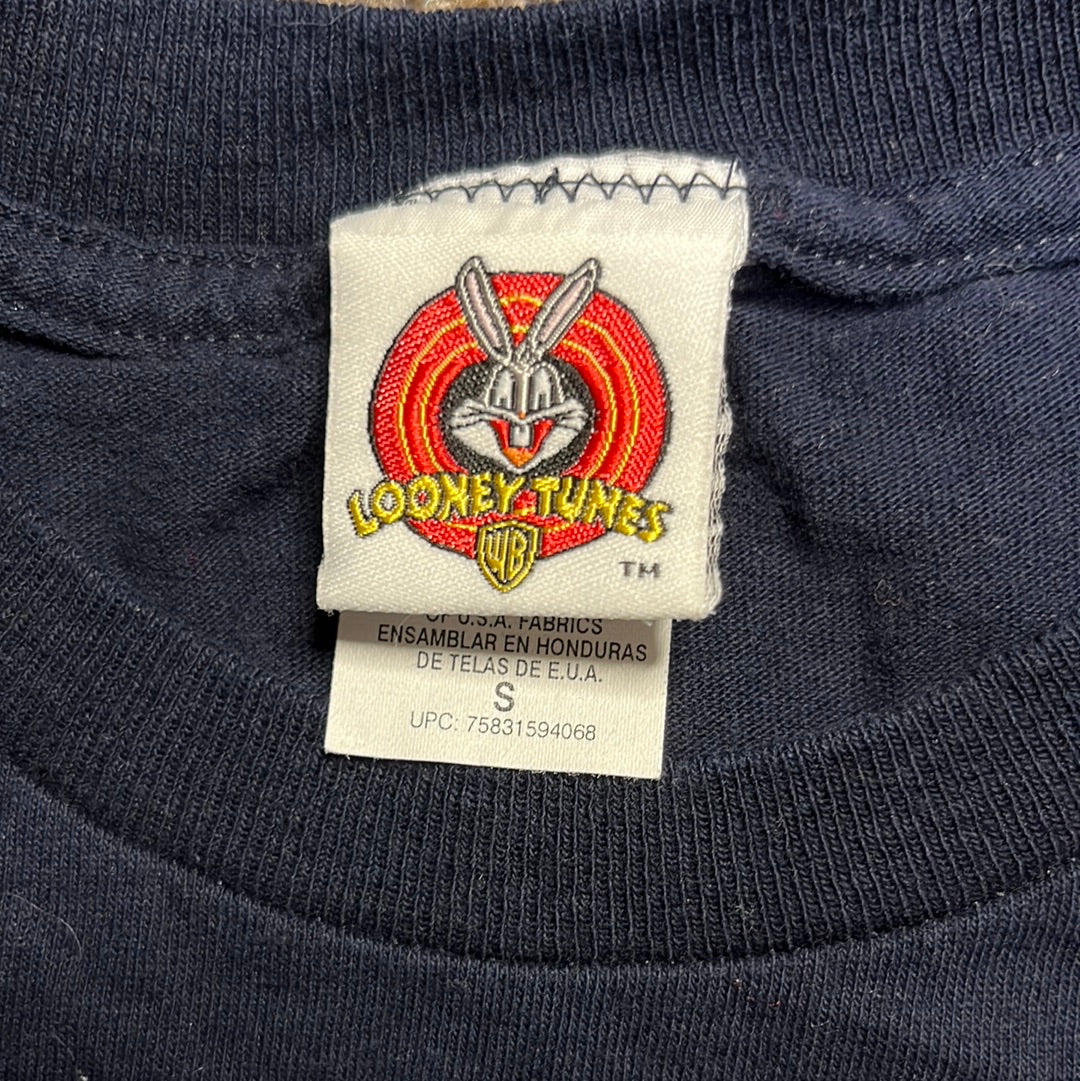 LOONEY TUNES
WB
TM
OF U.S.A. FABRICS
ENSAMBLAR EN HONDURAS
DE TELAS DE E.U.A.
S
UPC: 75831594068